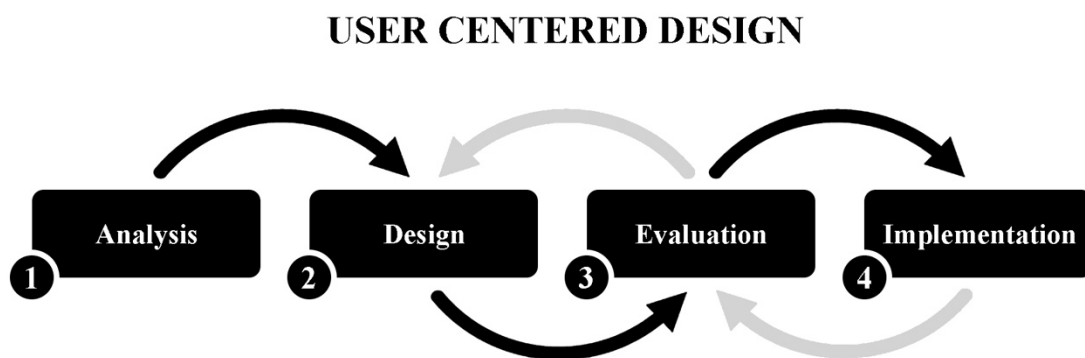 USER CENTERED DESIGN
Analysis
1
Design
2
Evaluation
3
Implementation
4